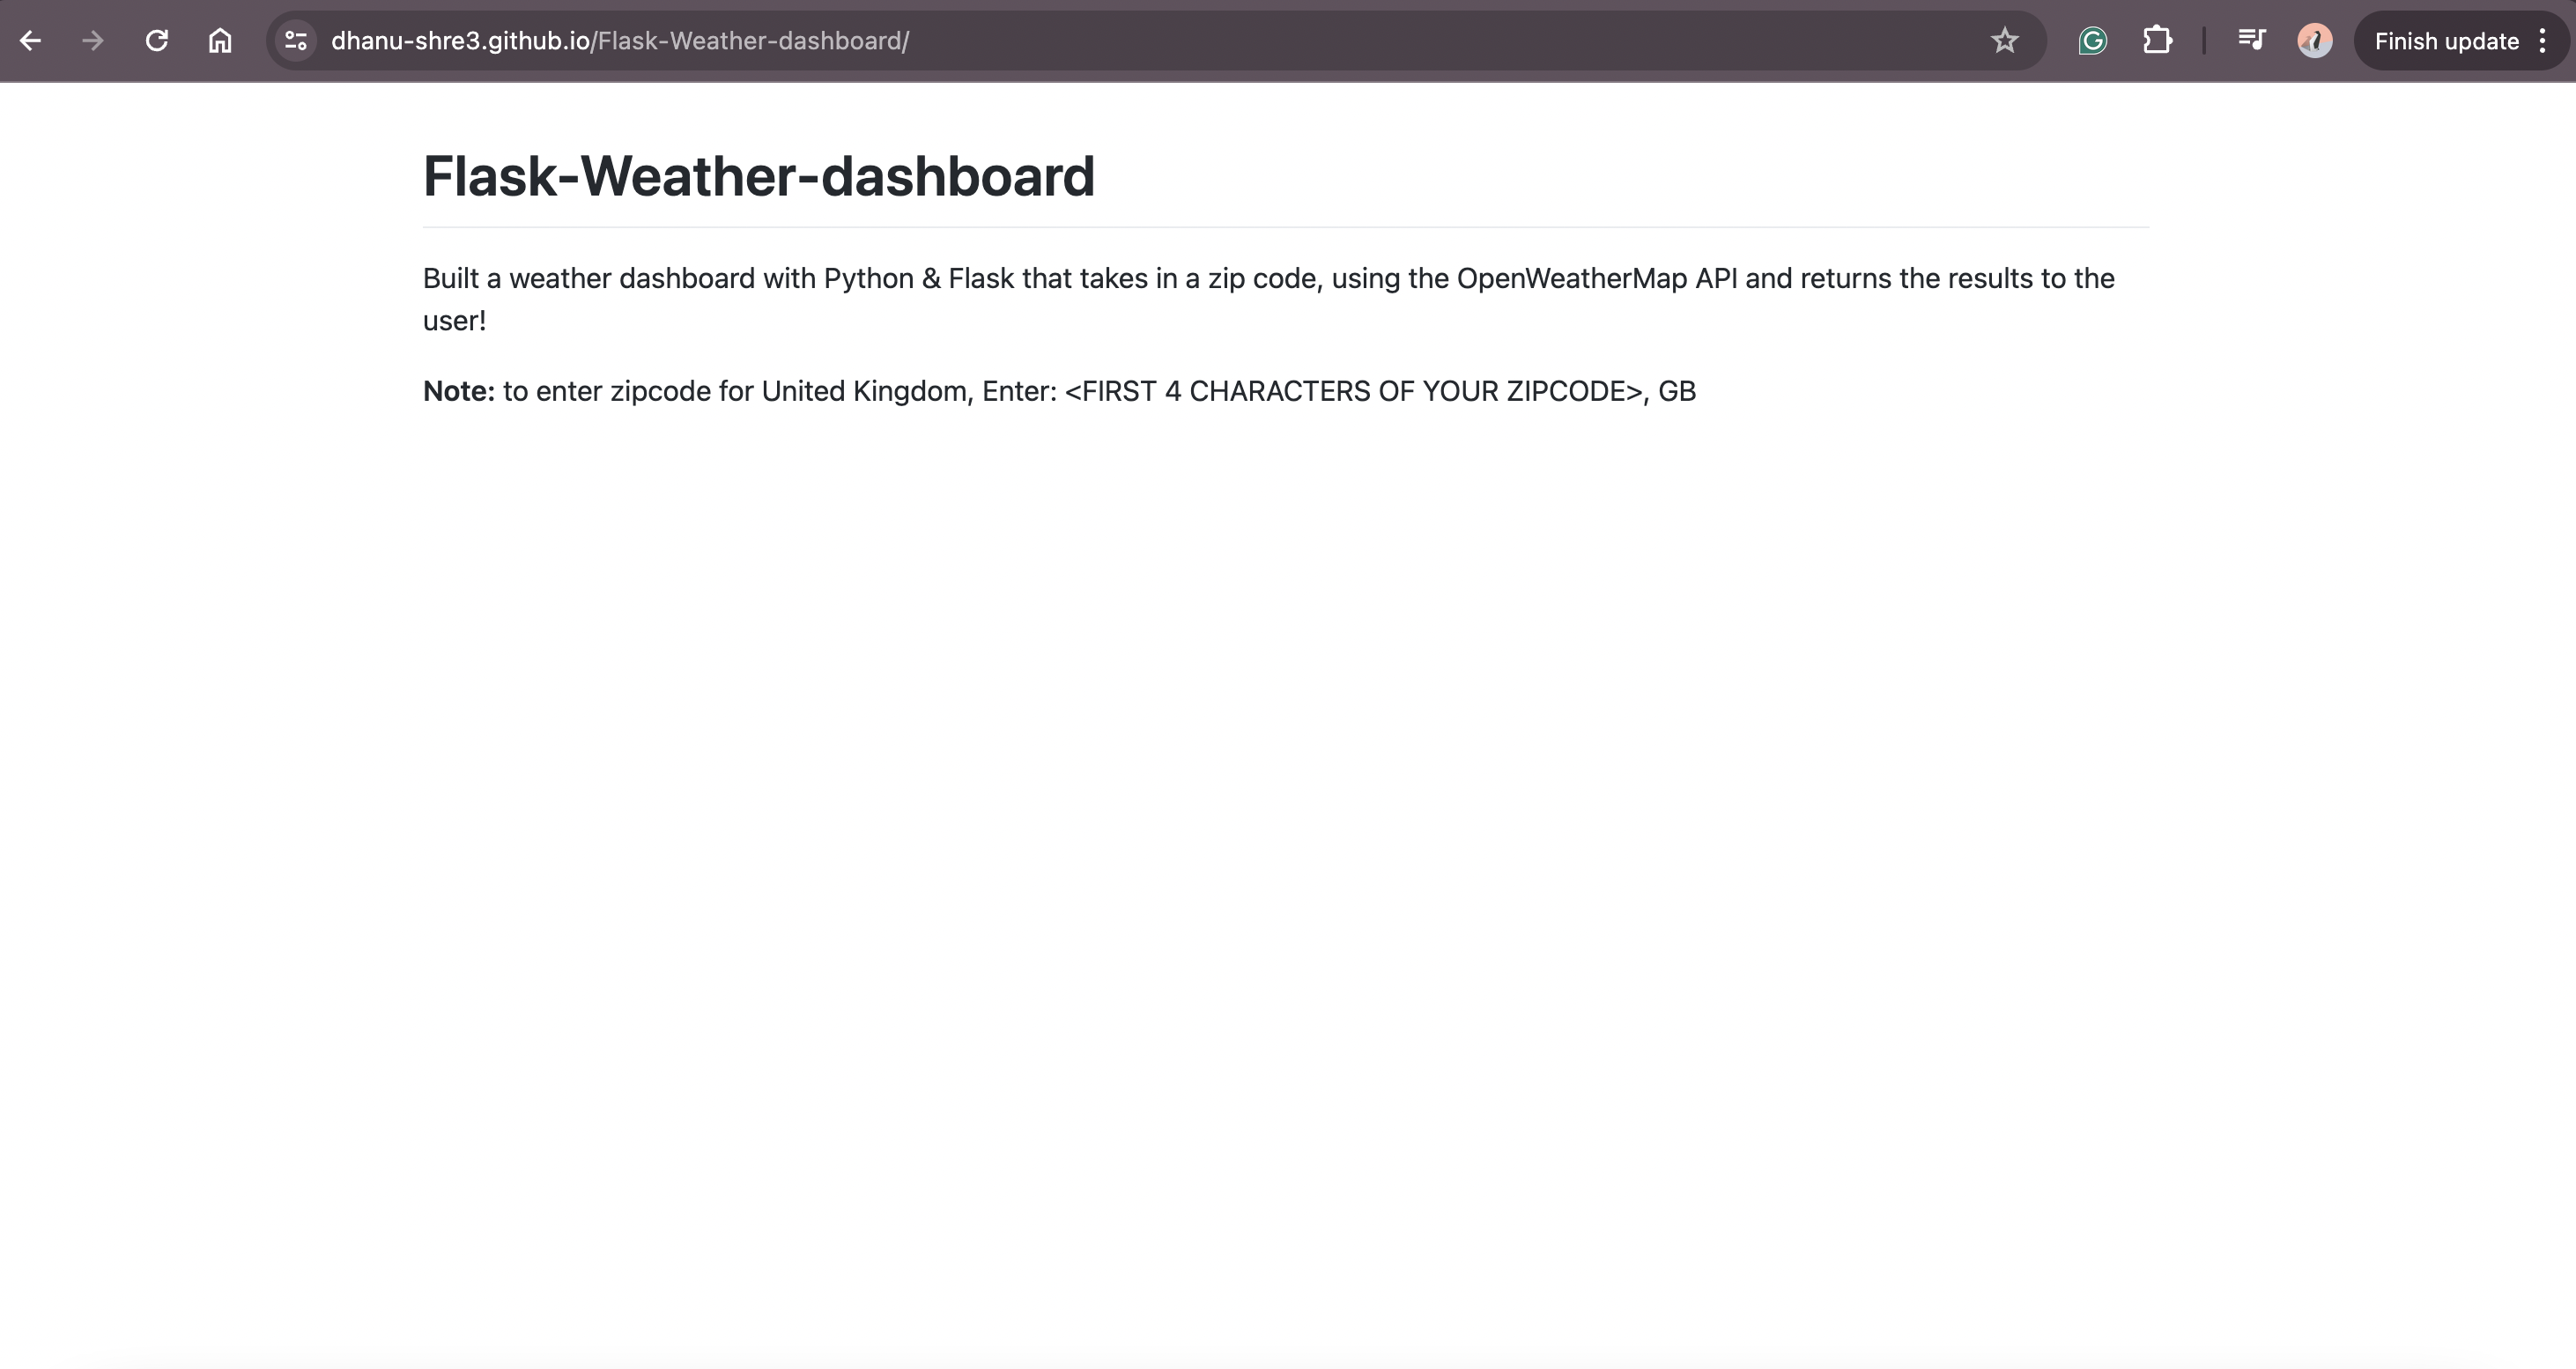 dhanu-shre3.github.io/Flask-Weather-dashboard/
Finish update
Flask-Weather-dashboard
Built a weather dashboard with Python & Flask that takes in a zip code, using the OpenWeatherMap API and returns the results to the
user!
Note: to enter zipcode for United Kingdom, Enter: <FIRST 4 CHARACTERS OF YOUR ZIPCODE>, GB